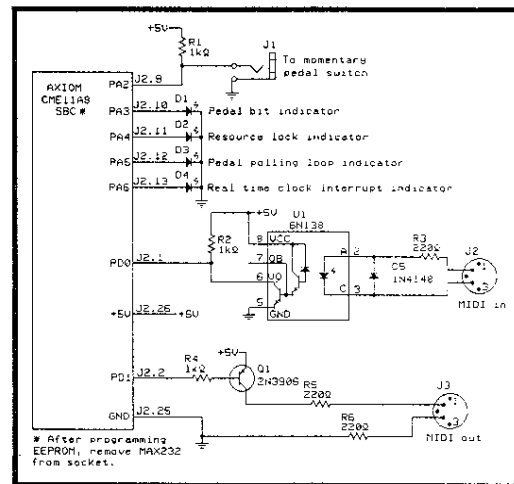 +5V
R1
1kΩ
J1
To momentary
pedal switch
AXIOM
CME11A8
SBC *
PA2 J2.9
PA3 J2.10 D1 Pedal bit indicator
PA4 J2.11 D2 Resource lock indicator
PA5 J2.12 D3 Pedal polling loop indicator
PA6 J2.13 D4 Real time clock interrupt indicator
+5V
U1
6N138
R2
1kΩ
8 VCC
7 QB
6 VO
5
GND
A 2
C 3
R3
220Ω
C5
1N4148
J2
1
3
MIDI in
PD0 J2.1
+5V J2.26 +5V
+5V
PD1 J2.2
R4
1kΩ
Q1
2N3906
R5
220Ω
R6
220Ω
J3
1
3
MIDI out
GND J2.25
* After programming
EEPROM, remove MAX232
from socket.